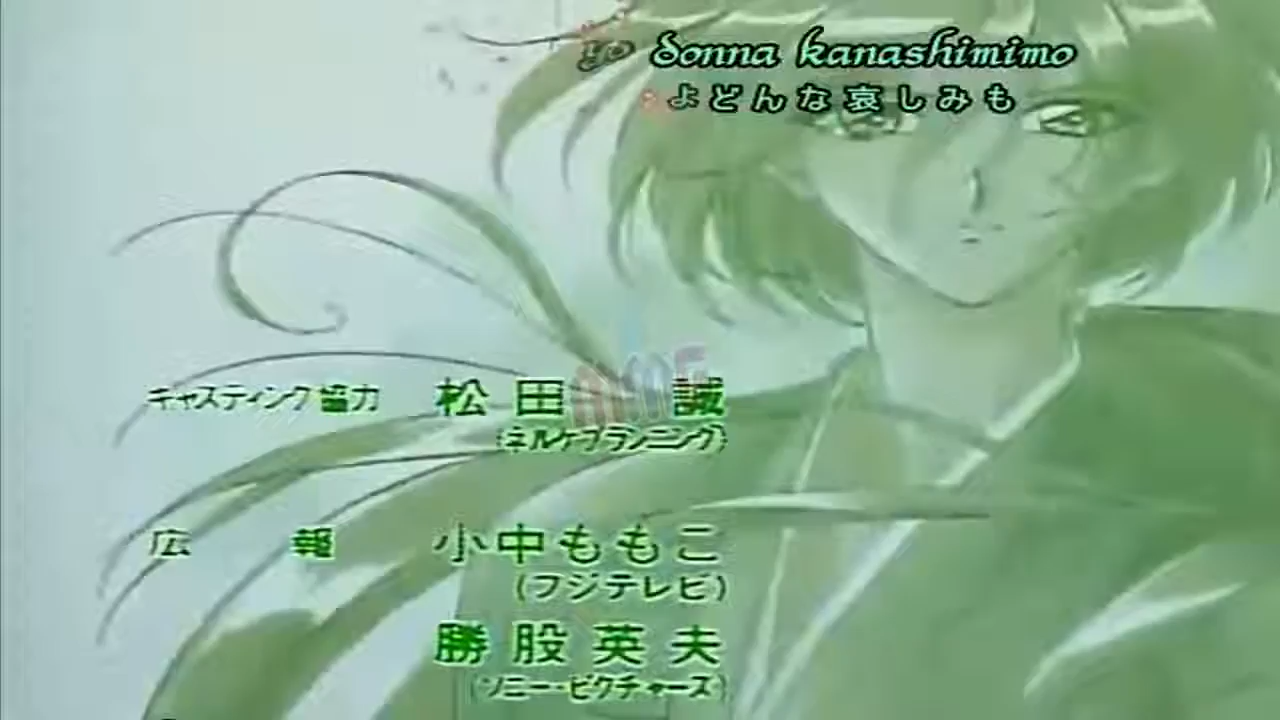 yo donna kanashimimo
よどんな哀しみも
キャスティング協力 松田 誠
(ネルケプランニング)
広 報 小中ももこ
(フジテレビ)
勝股英夫
(ソニー・ピクチャーズ)